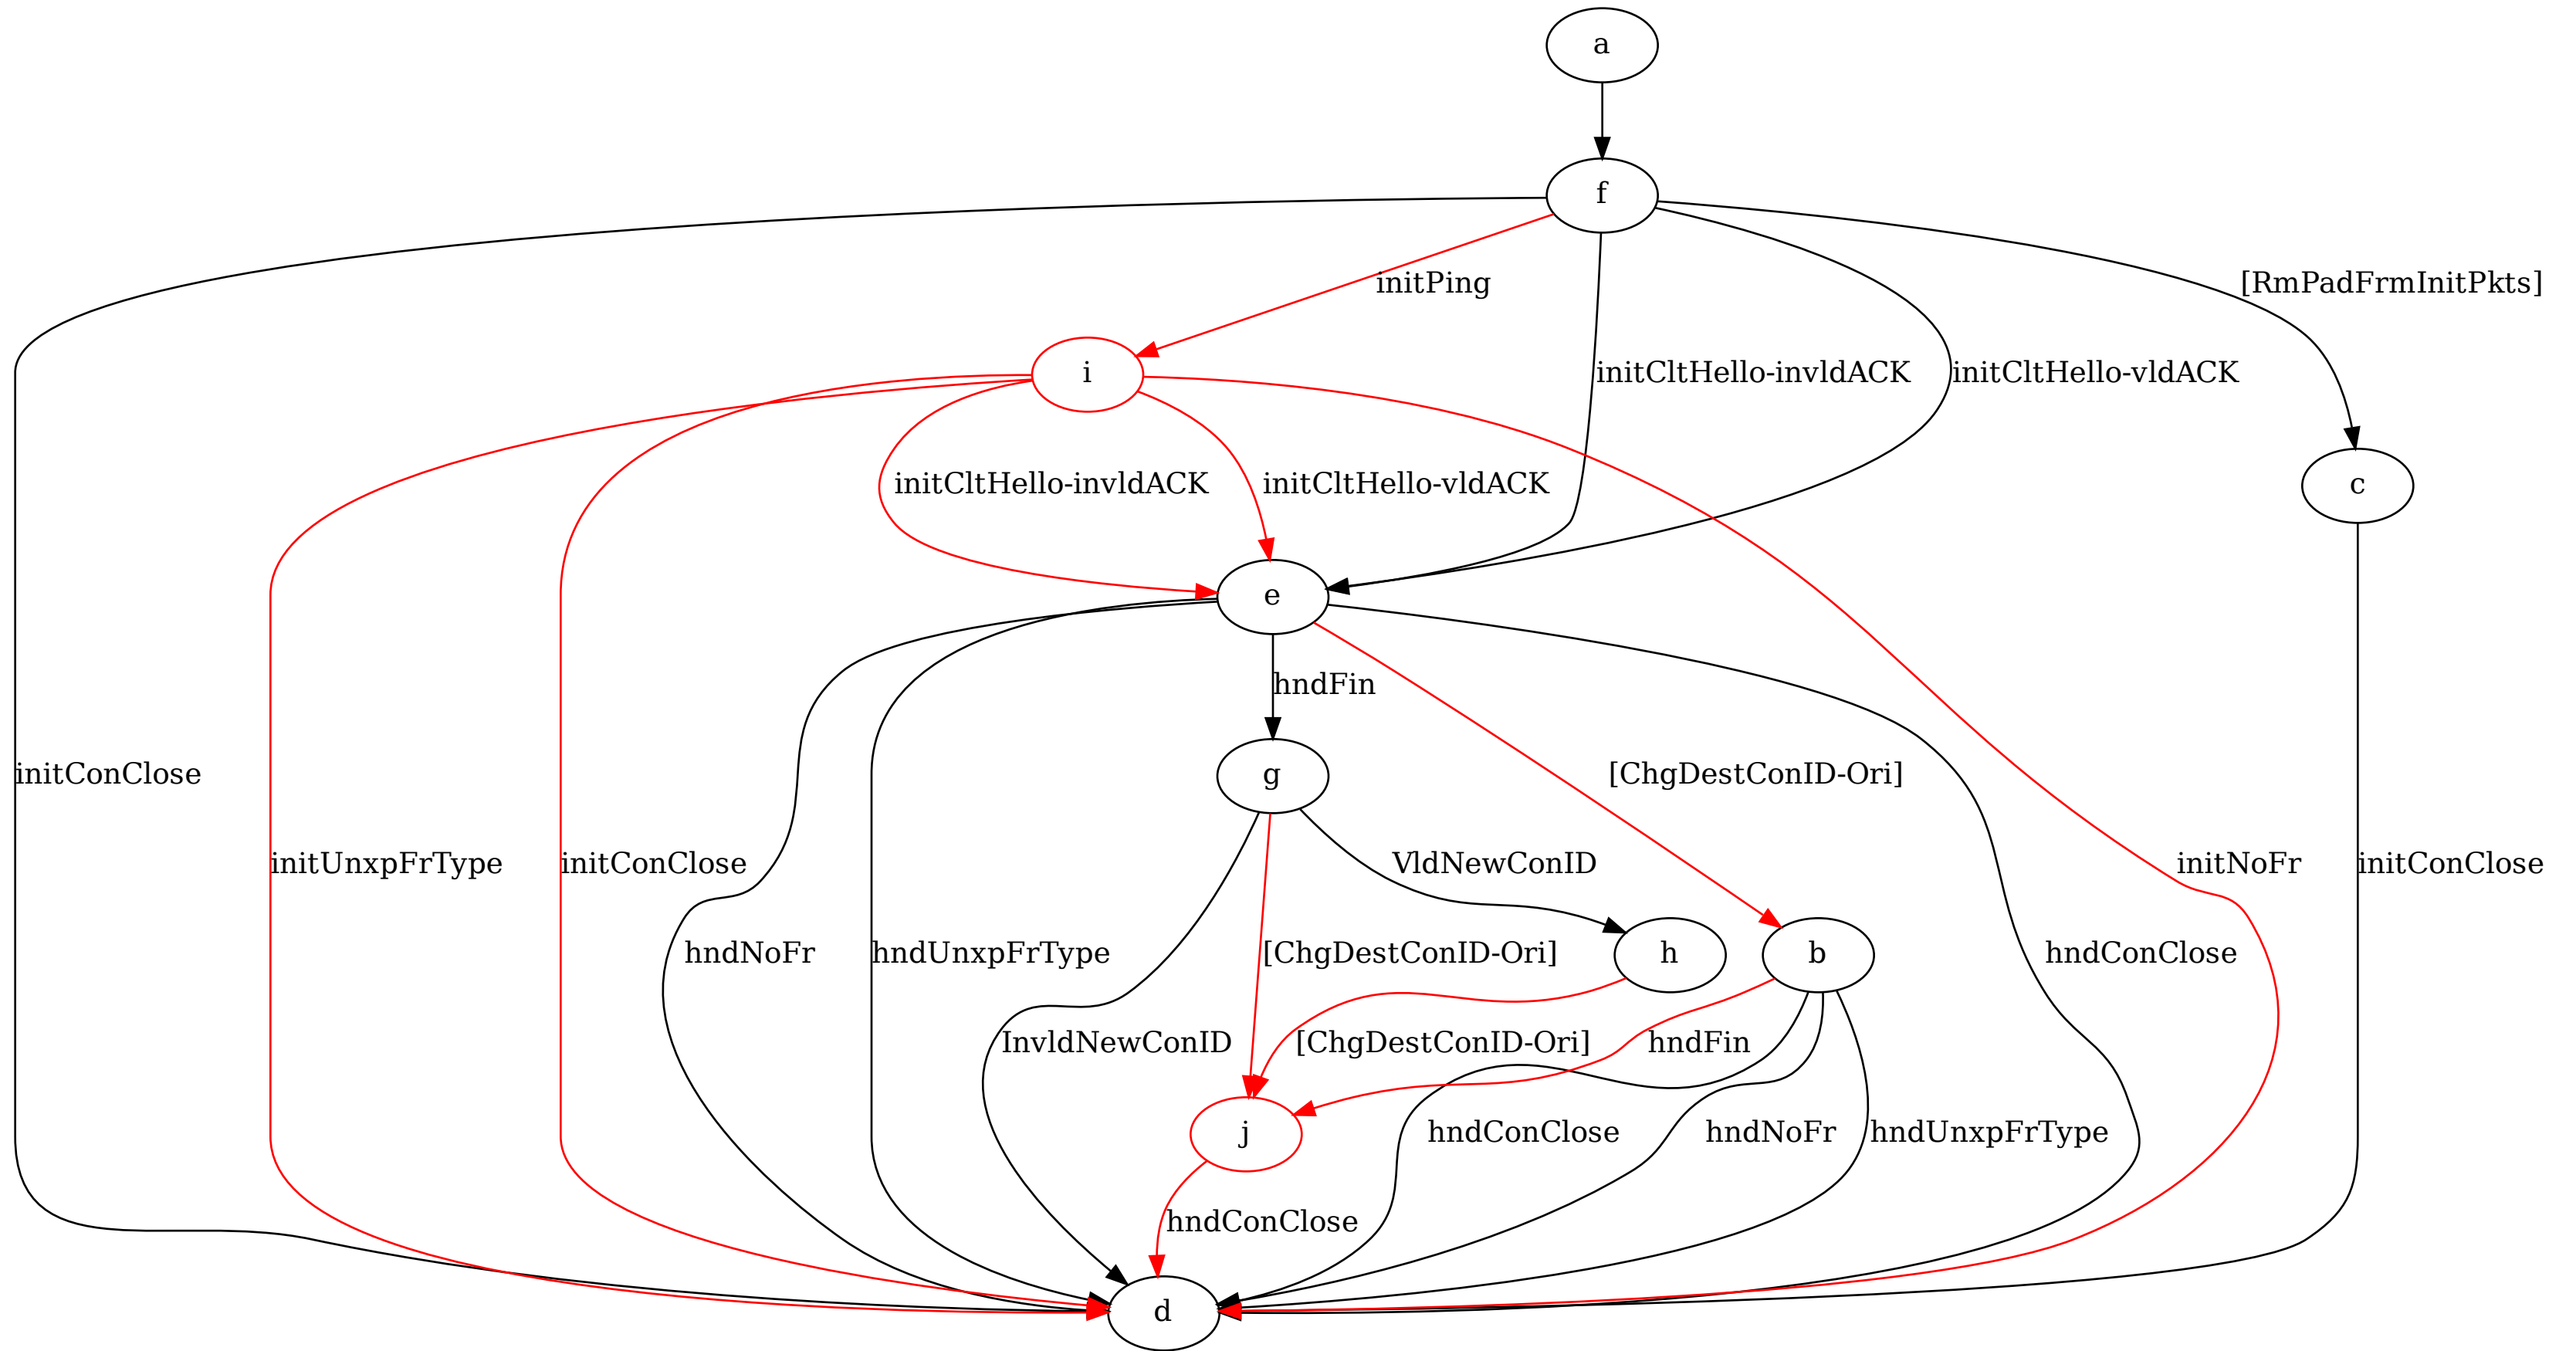 a
f
initPing
[RmPadFrmInitPkts]
i
initCltHello-invldACK
initCltHello-vldACK
initCltHello-invldACK
initCltHello-vldACK
c
e
hndFin
initConClose
g
[ChgDestConID-Ori]
initUnxpFrType
initConClose
VldNewConID
initNoFr
initConClose
hndNoFr
hndUnxpFrType
[ChgDestConID-Ori]
h
b
hndConClose
InvldNewConID
[ChgDestConID-Ori]
hndFin
j
hndConClose
hndNoFr
hndUnxpFrType
hndConClose
d